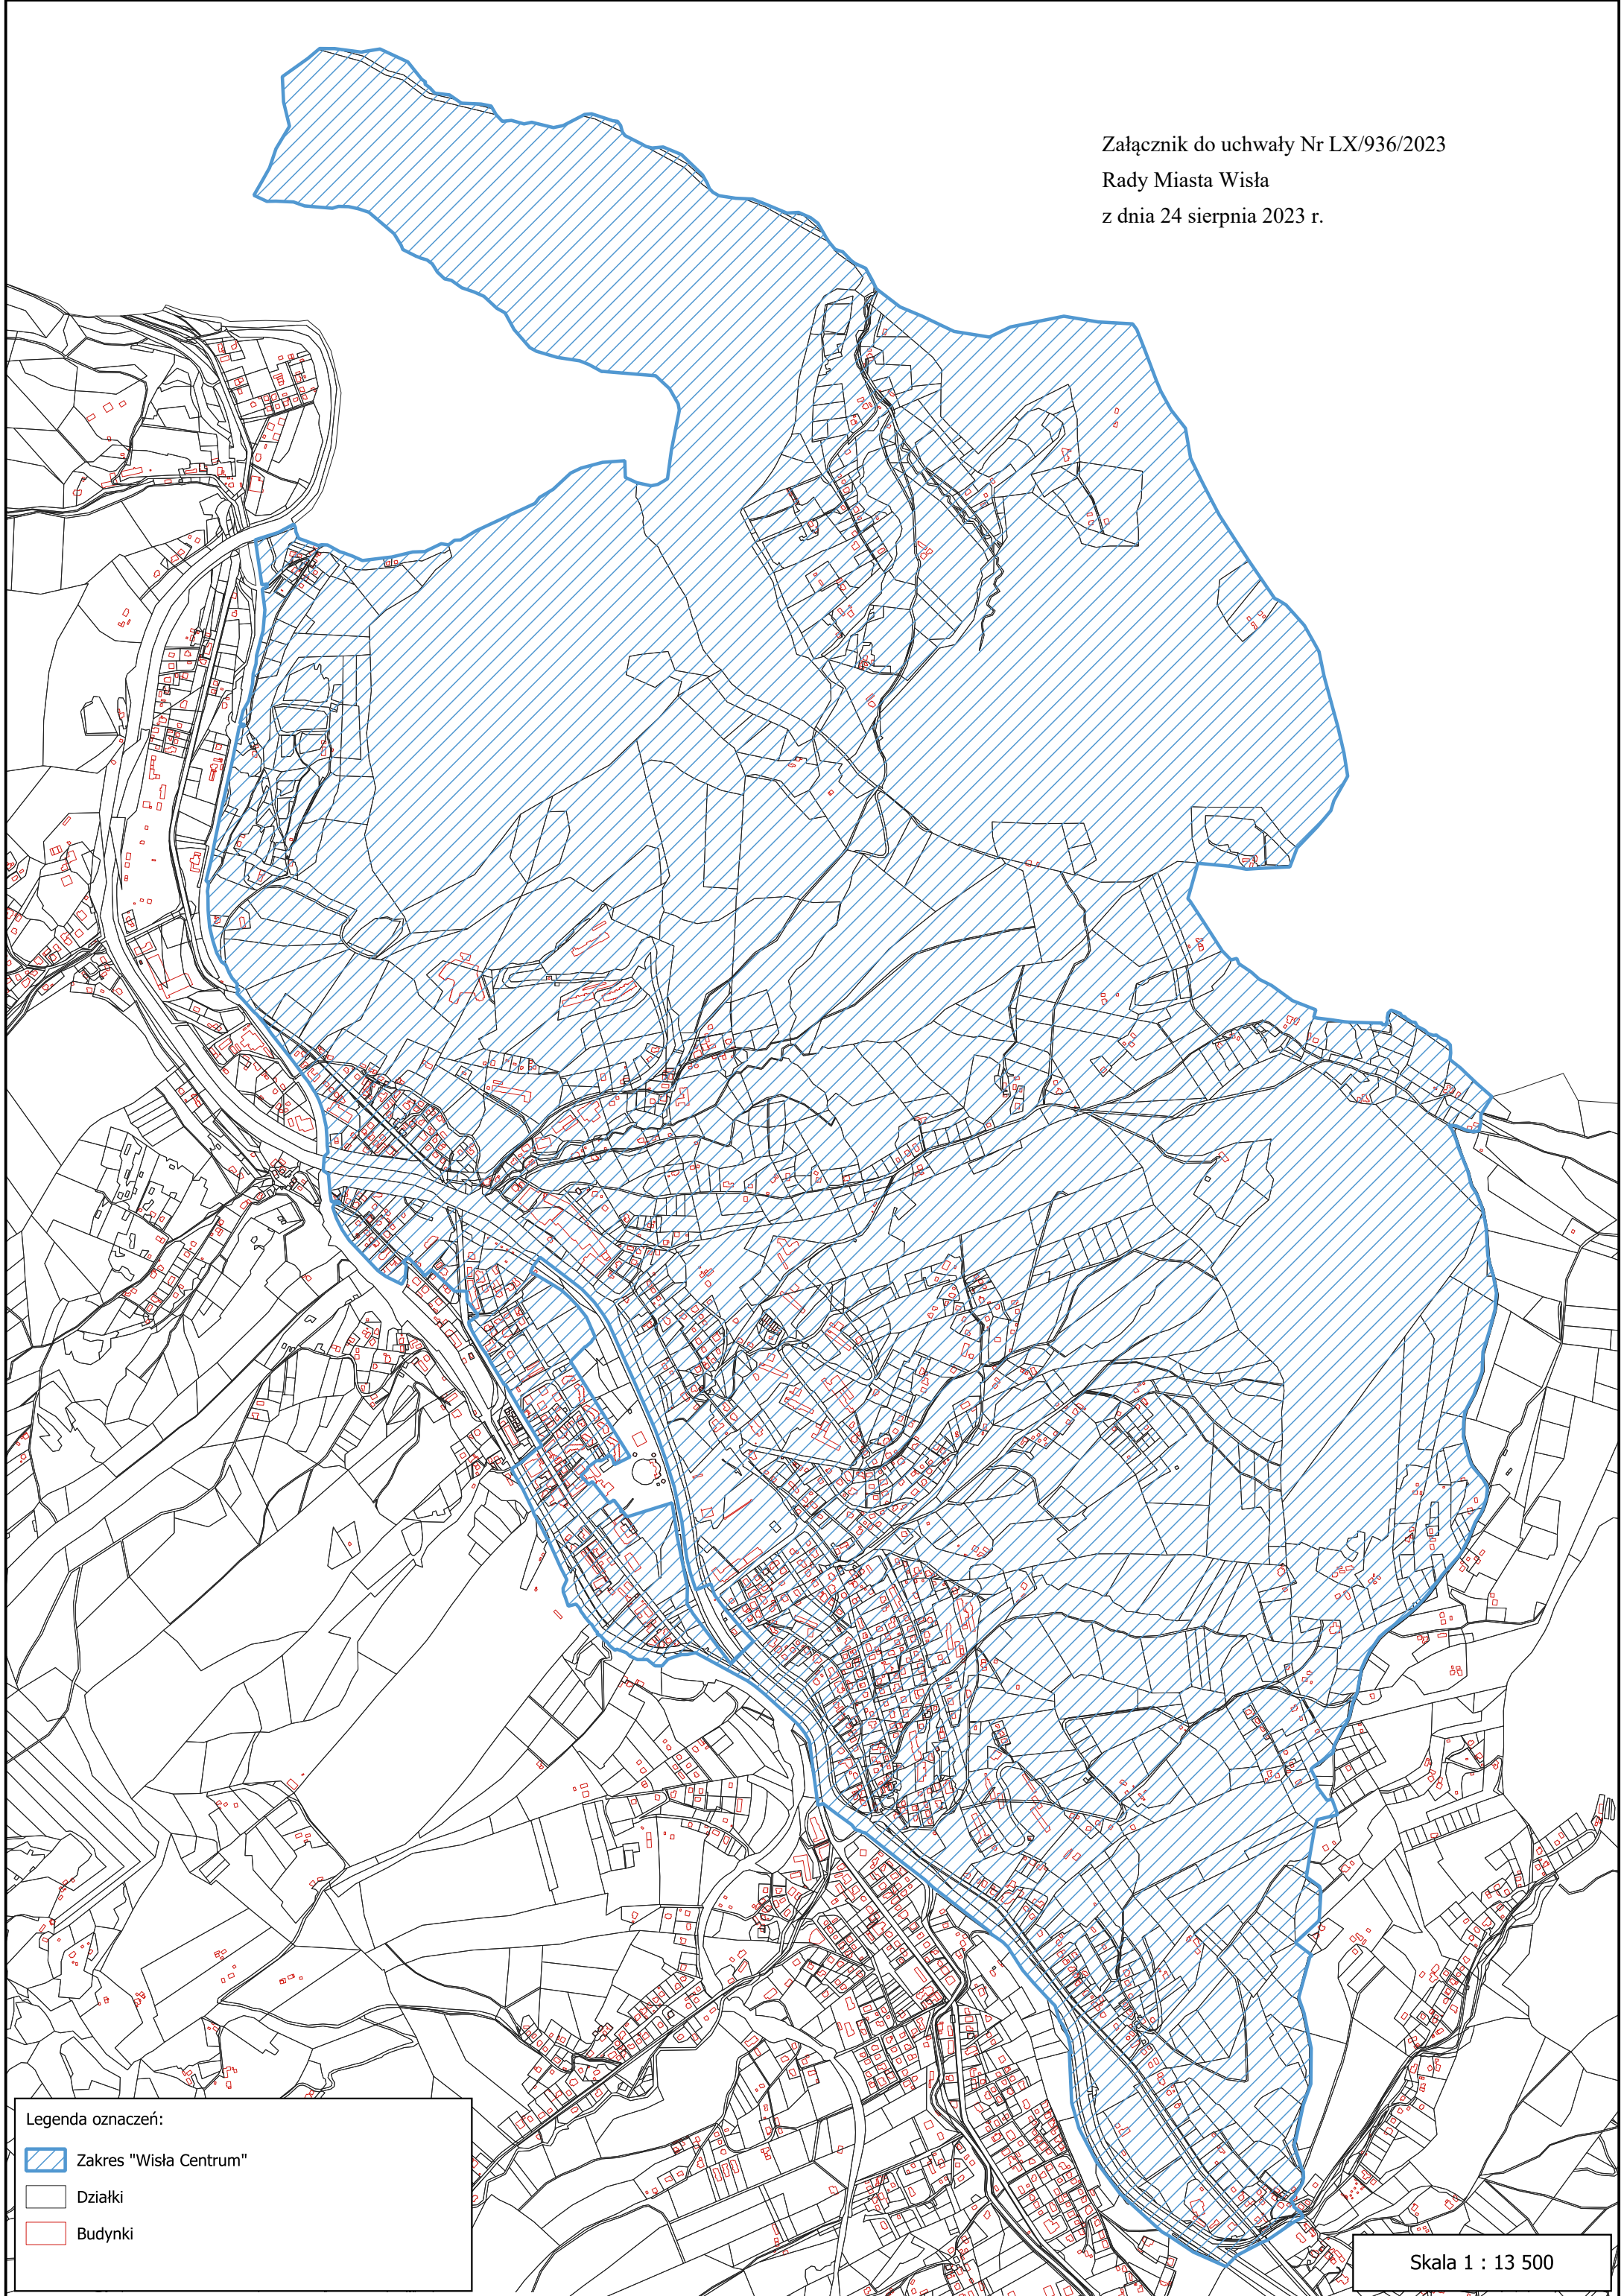 Załącznik do uchwały Nr LX/936/2023
Rady Miasta Wisła
z dnia 24 sierpnia 2023 r.
Legenda oznaczeń:
Zakres "Wisła Centrum"
Działki
Budynki
Skala 1 : 13 500